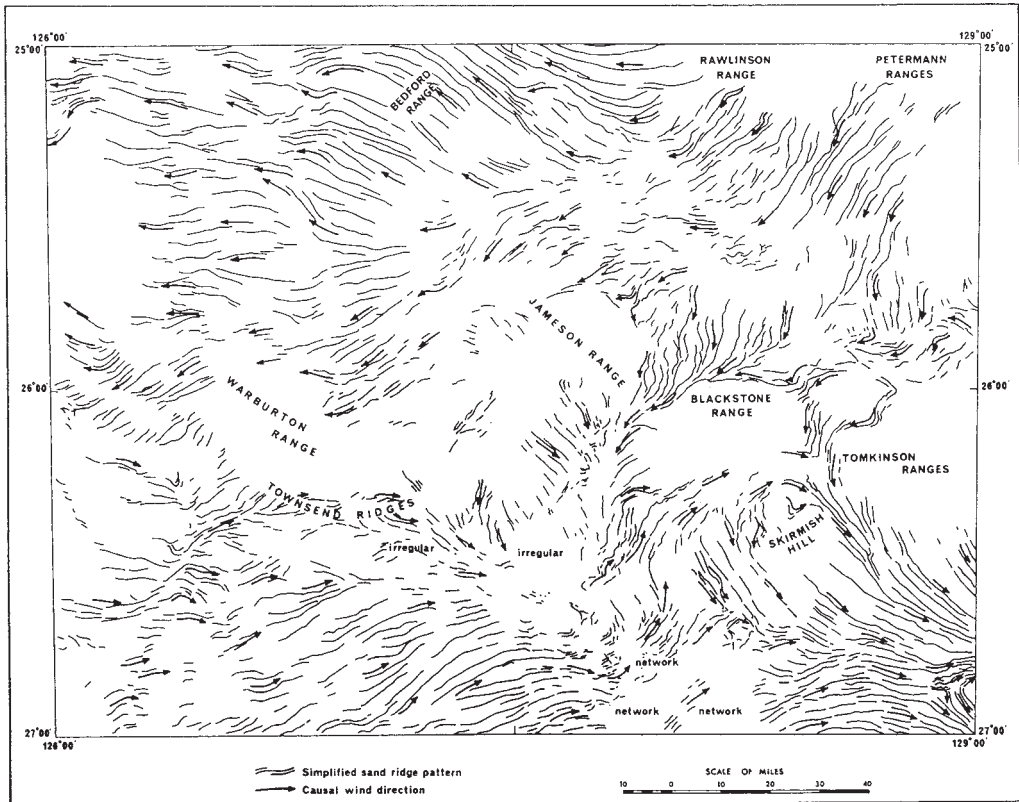 126°00'
129°00'
25°00'
25°00'
RAWLINSON
RANGE
PETERMANN
RANGES
BEDFORD
RANGE
JAMESON RANGE
26°00'
26°00'
WARBURTON
RANGE
BLACKSTONE
RANGE
TOMKINSON
RANGES
TOWNSEND RIDGES
SKIRMISH
HILL
irregular
irregular
network
network
network
27°00'
27°00'
126°00'
129°00'
Simplified sand ridge pattern
Causal wind direction
SCALE OF MILES
10 0 10 20 30 40